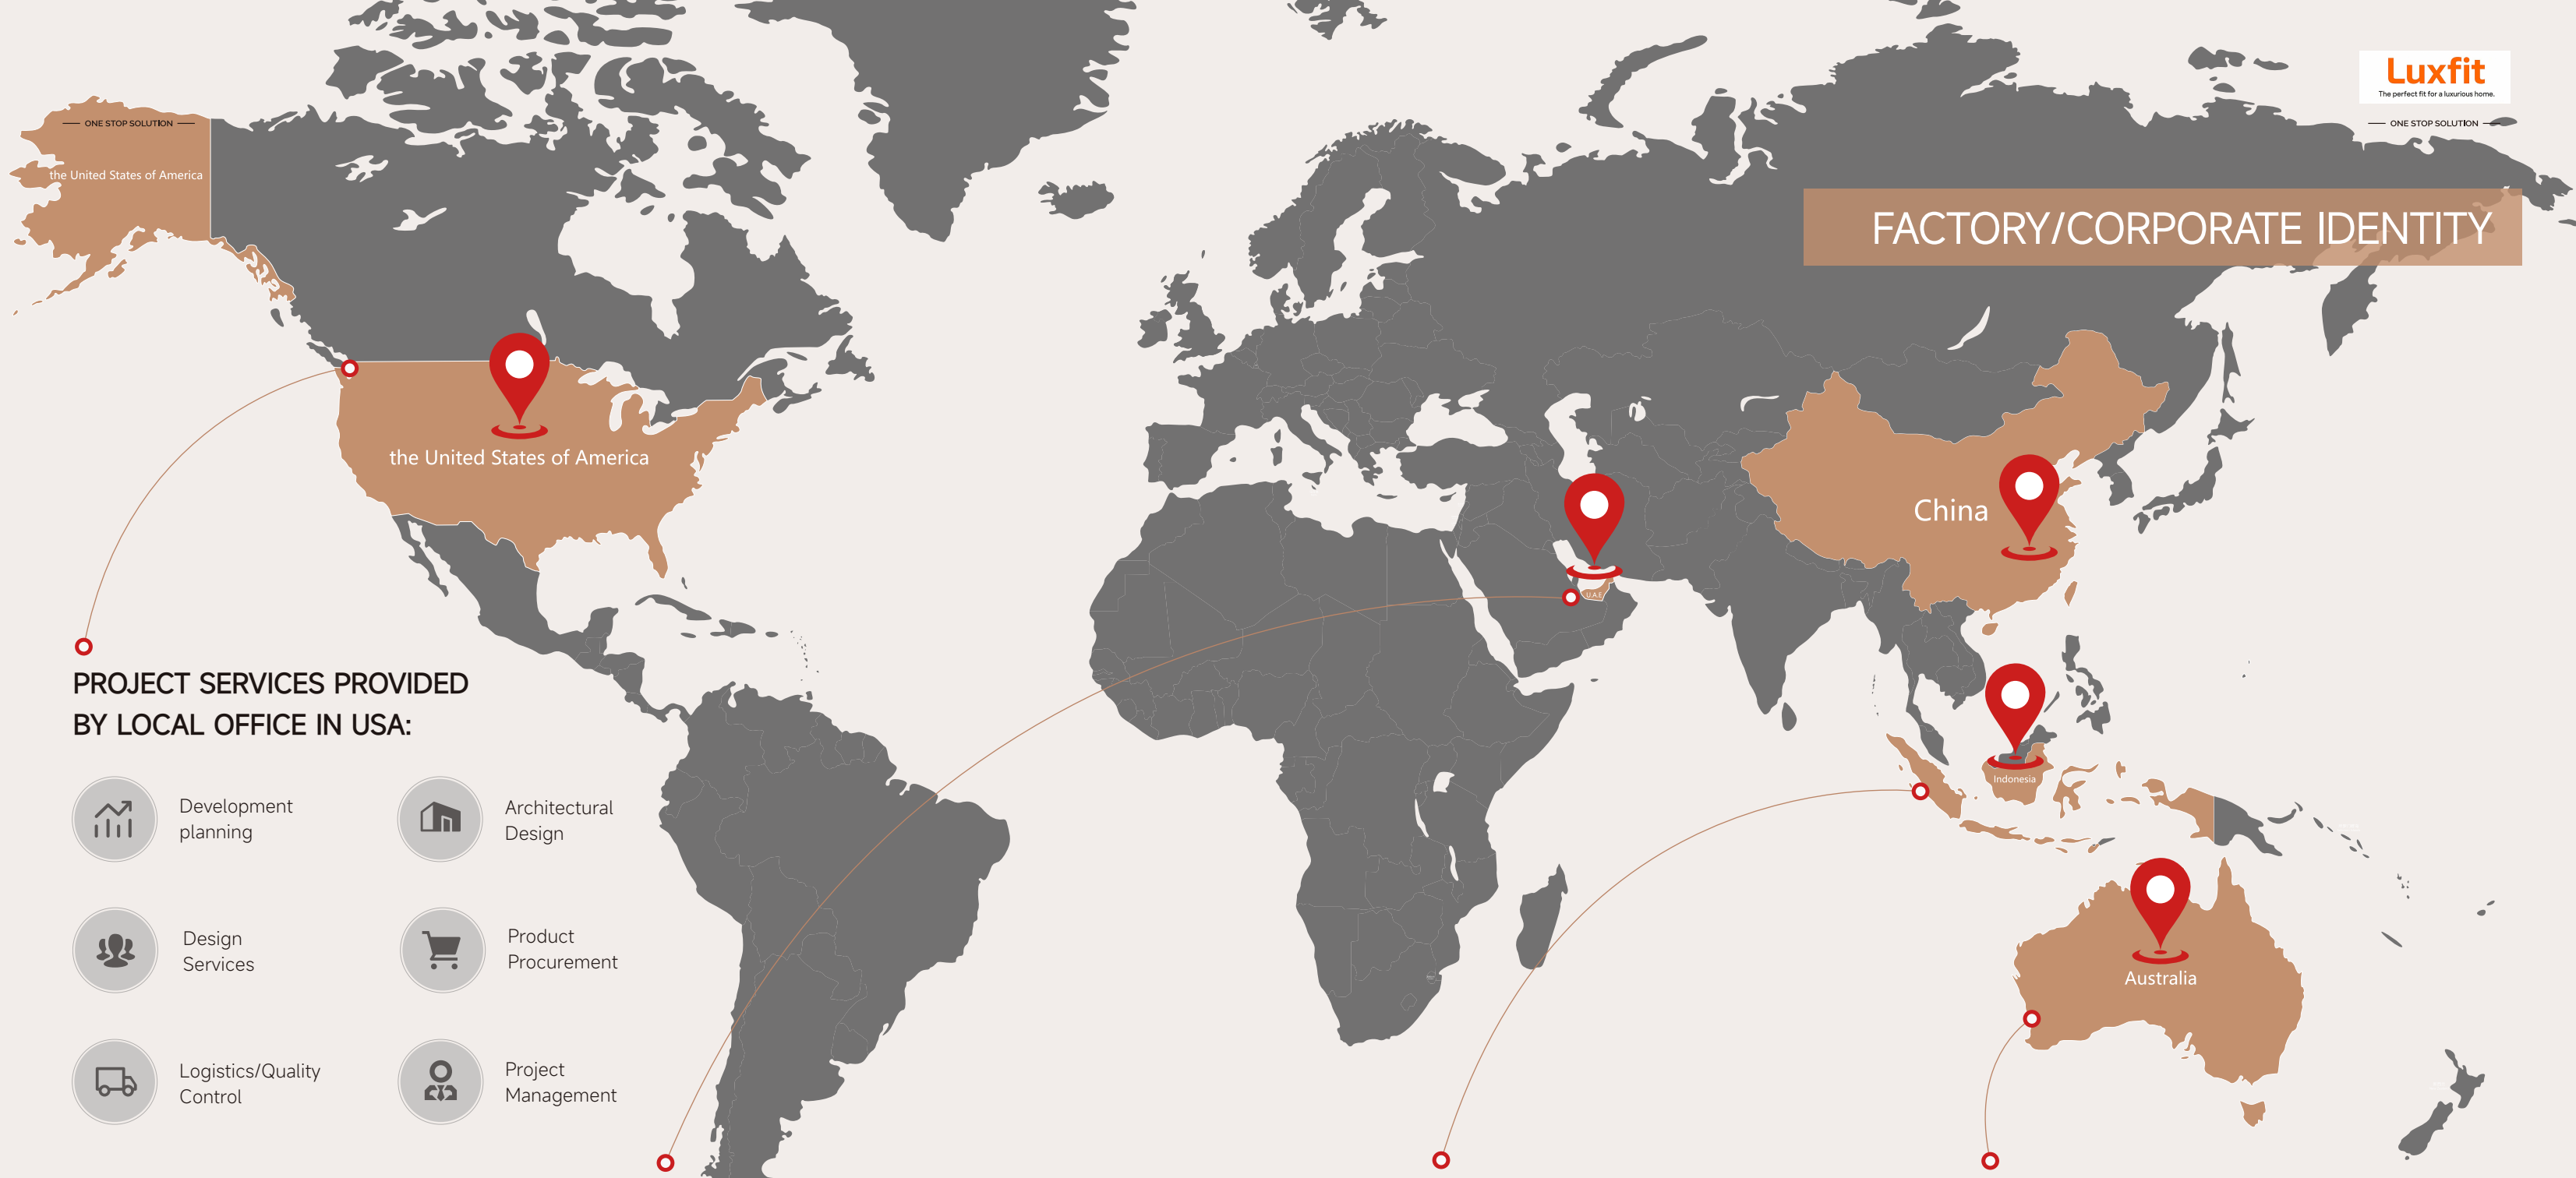 Luxfit
The perfect fit for a luxurious home.
ONE STOP SOLUTION
ONE STOP SOLUTION
the United States of America
FACTORY/CORPORATE IDENTITY
the United States of America
China
U.A.E
Indonesia
Australia
PROJECT SERVICES PROVIDED
BY LOCAL OFFICE IN USA:
Development
planning
Architectural
Design
Design
Services
Product
Procurement
Logistics/Quality
Control
Project
Management